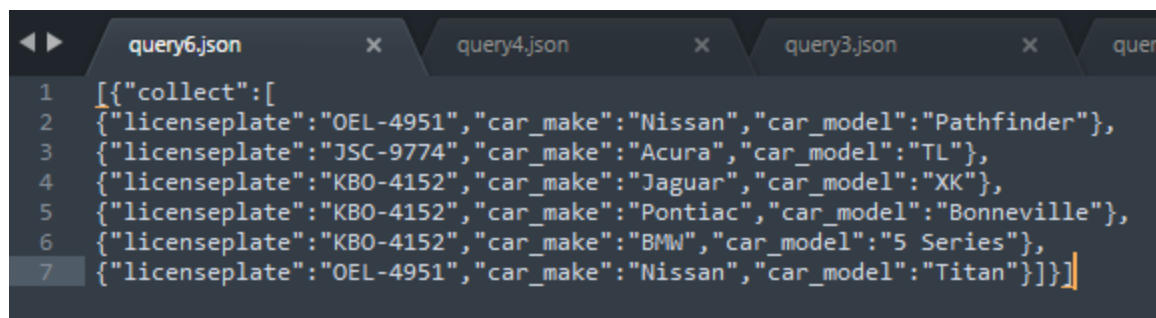 query6.json × query4.json × query3.json × quer
1 [{"collect":[
2 {"licenseplate":"OEL-4951","car_make":"Nissan","car_model":"Pathfinder"},
3 {"licenseplate":"JSC-9774","car_make":"Acura","car_model":"TL"},
4 {"licenseplate":"KBO-4152","car_make":"Jaguar","car_model":"XK"},
5 {"licenseplate":"KBO-4152","car_make":"Pontiac","car_model":"Bonneville"},
6 {"licenseplate":"KBO-4152","car_make":"BMW","car_model":"5 Series"},
7 {"licenseplate":"OEL-4951","car_make":"Nissan","car_model":"Titan"}]}]